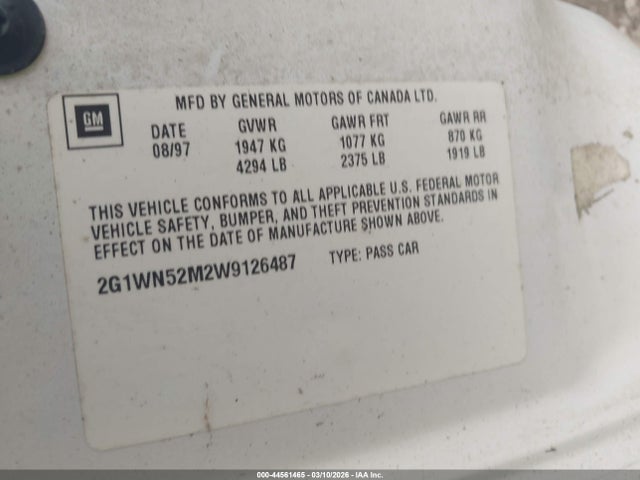 GM
MFD BY GENERAL MOTORS OF CANADA LTD.
DATE GVWR GAWR FRT GAWR RR
08/97 1947 KG 1077 KG 870 KG
4294 LB 2375 LB 1919 LB
THIS VEHICLE CONFORMS TO ALL APPLICABLE U.S. FEDERAL MOTOR
VEHICLE SAFETY, BUMPER, AND THEFT PREVENTION STANDARDS IN
EFFECT ON THE DATE OF MANUFACTURE SHOWN ABOVE.
2G1WN52M2W9126487 TYPE: PASS CAR
000-44561465 - 03/10/2026 - IAA Inc.